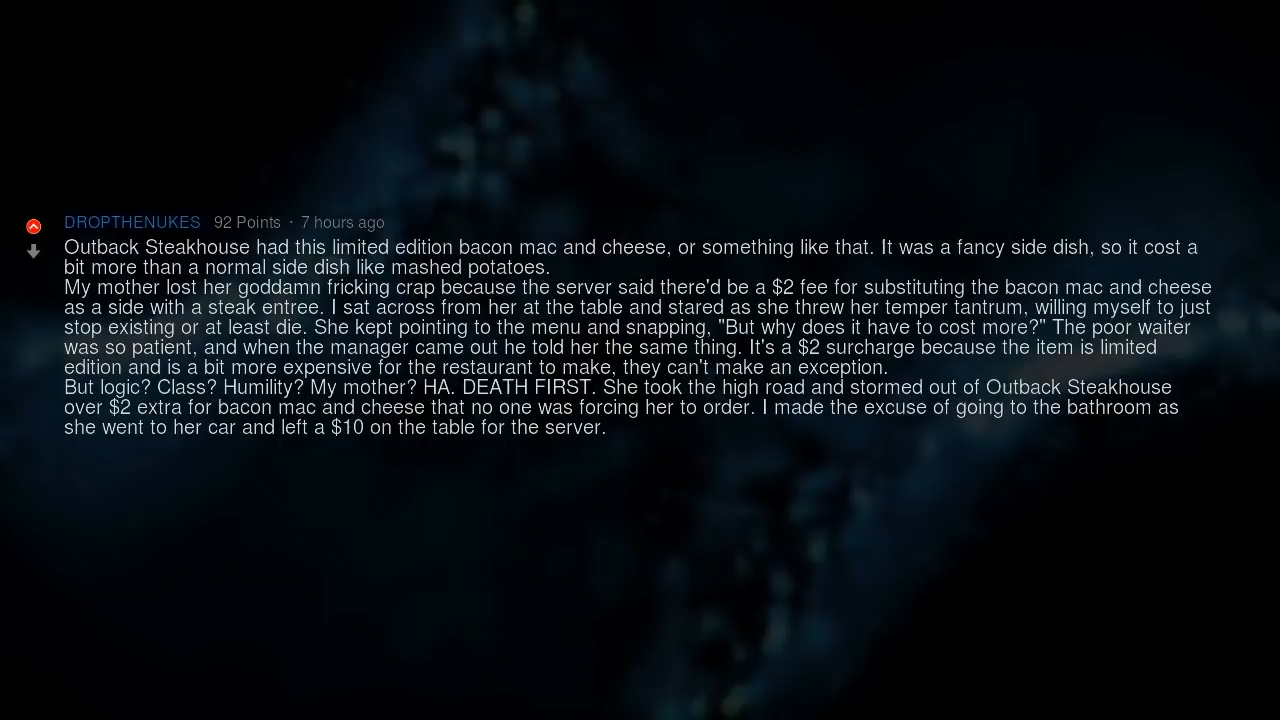 DROPTHENUKES 92 Points · 7 hours ago
Outback Steakhouse had this limited edition bacon mac and cheese, or something like that. It was a fancy side dish, so it cost a
bit more than a normal side dish like mashed potatoes.
My mother lost her goddamn fricking crap because the server said there'd be a $2 fee for substituting the bacon mac and cheese
as a side with a steak entree. I sat across from her at the table and stared as she threw her temper tantrum, willing myself to just
stop existing or at least die. She kept pointing to the menu and snapping, "But why does it have to cost more?" The poor waiter
was so patient, and when the manager came out he told her the same thing. It's a $2 surcharge because the item is limited
edition and is a bit more expensive for the restaurant to make, they can't make an exception.
But logic? Class? Humility? My mother? HA. DEATH FIRST. She took the high road and stormed out of Outback Steakhouse
over $2 extra for bacon mac and cheese that no one was forcing her to order. I made the excuse of going to the bathroom as
she went to her car and left a $10 on the table for the server.